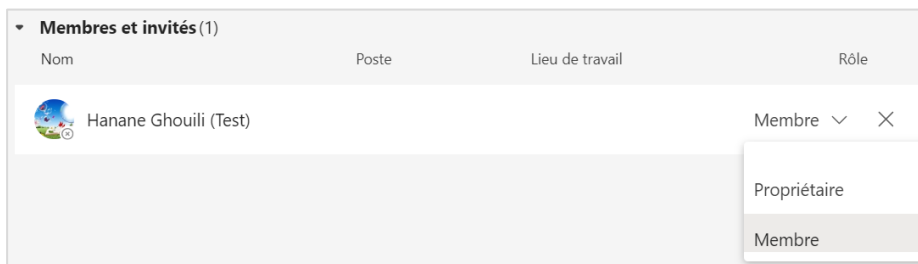 Membres et invités (1)
Nom Poste Lieu de travail Rôle
Hanane Ghouili (Test) Membre
Propriétaire
Membre